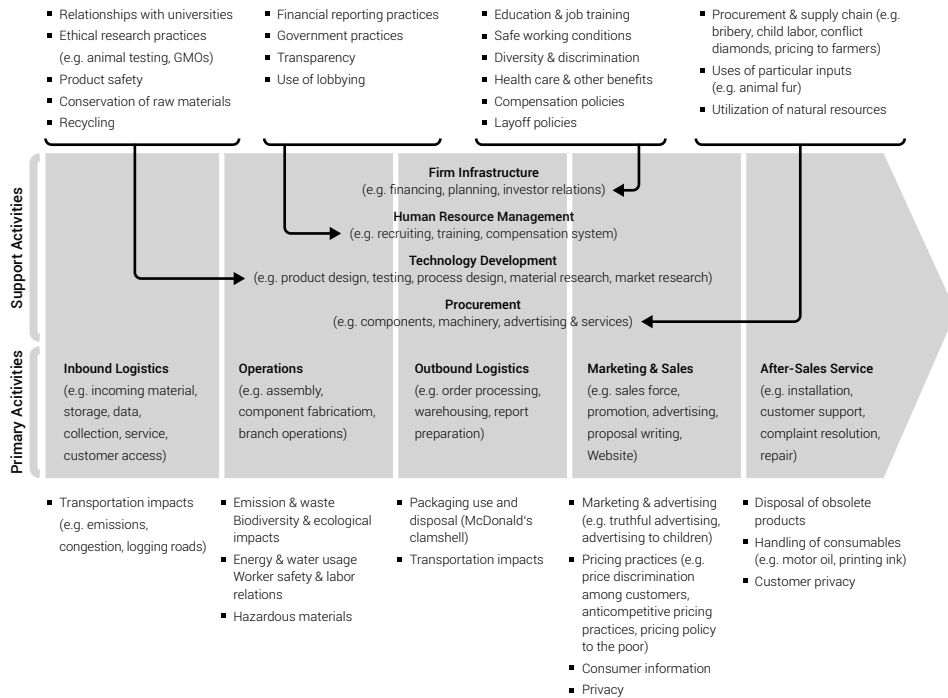 Relationships with universities
Ethical research practices
(e.g. animal testing, GMOs)
Product safety
Conservation of raw materials
Recycling
Financial reporting practices
Government practices
Transparency
Use of lobbying
Education & job training
Safe working conditions
Diversity & discrimination
Health care & other benefits
Compensation policies
Layoff policies
Procurement & supply chain (e.g.
bribery, child labor, conflict
diamonds, pricing to farmers)
Uses of particular inputs
(e.g. animal fur)
Utilization of natural resources
Support Activities
Firm Infrastructure
(e.g. financing, planning, investor relations)
Human Resource Management
(e.g. recruiting, training, compensation system)
Technology Development
(e.g. product design, testing, process design, material research, market research)
Procurement
(e.g. components, machinery, advertising & services)
Primary Acitivities
Inbound Logistics
(e.g. incoming material,
storage, data,
collection, service,
customer access)
Operations
(e.g. assembly,
component fabricatiom,
branch operations)
Outbound Logistics
(e.g. order processing,
warehousing, report
preparation)
Marketing & Sales
(e.g. sales force,
promotion, advertising,
proposal writing,
Website)
After-Sales Service
(e.g. installation,
customer support,
complaint resolution,
repair)
Transportation impacts
(e.g. emissions,
congestion, logging roads)
Emission & waste
Biodiversity & ecological
impacts
Energy & water usage
Worker safety & labor
relations
Hazardous materials
Packaging use and
disposal (McDonald's
clamshell)
Transportation impacts
Marketing & advertising
(e.g. truthful advertising,
advertising to children)
Pricing practices (e.g.
price discrimination
among customers,
anticompetitive pricing
practices, pricing policy
to the poor)
Consumer information
Privacy
Disposal of obsolete
products
Handling of consumables
(e.g. motor oil, printing ink)
Customer privacy